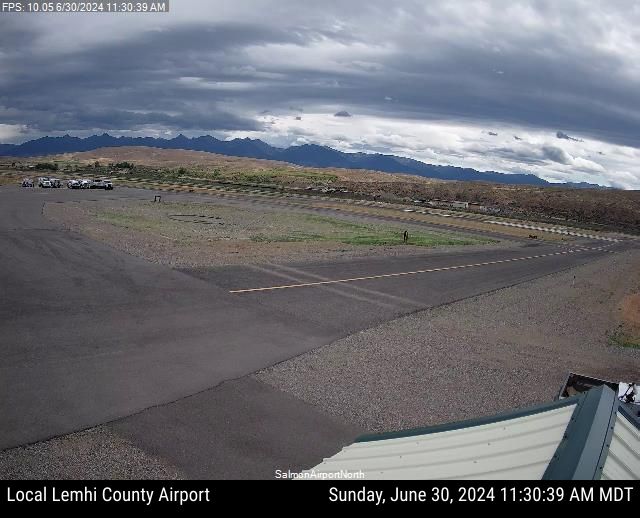 FPS: 10.05 6/30/2024 11:30:39 AM
SalmonAirportNorth
Local Lemhi County Airport Sunday, June 30, 2024 11:30:39 AM MDT